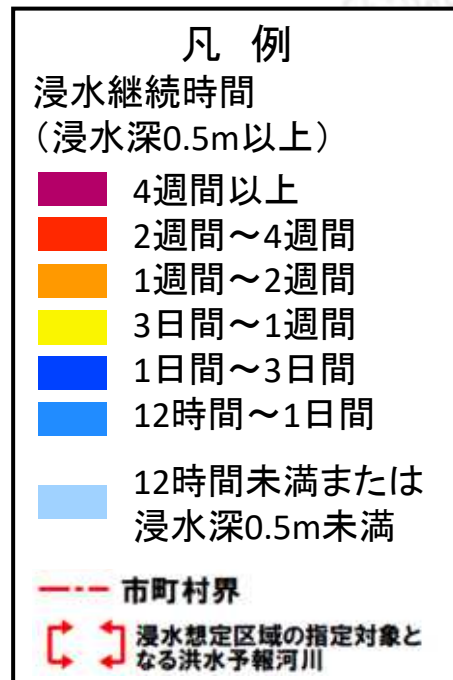 凡 例
浸水継続時間
（浸水深0.5m以上）
4週間以上
2週間～4週間
1週間～2週間
3日間～1週間
1日間～3日間
12時間～1日間
12時間未満または
浸水深0.5m未満
市町村界
浸水想定区域の指定対象と
なる洪水予報河川